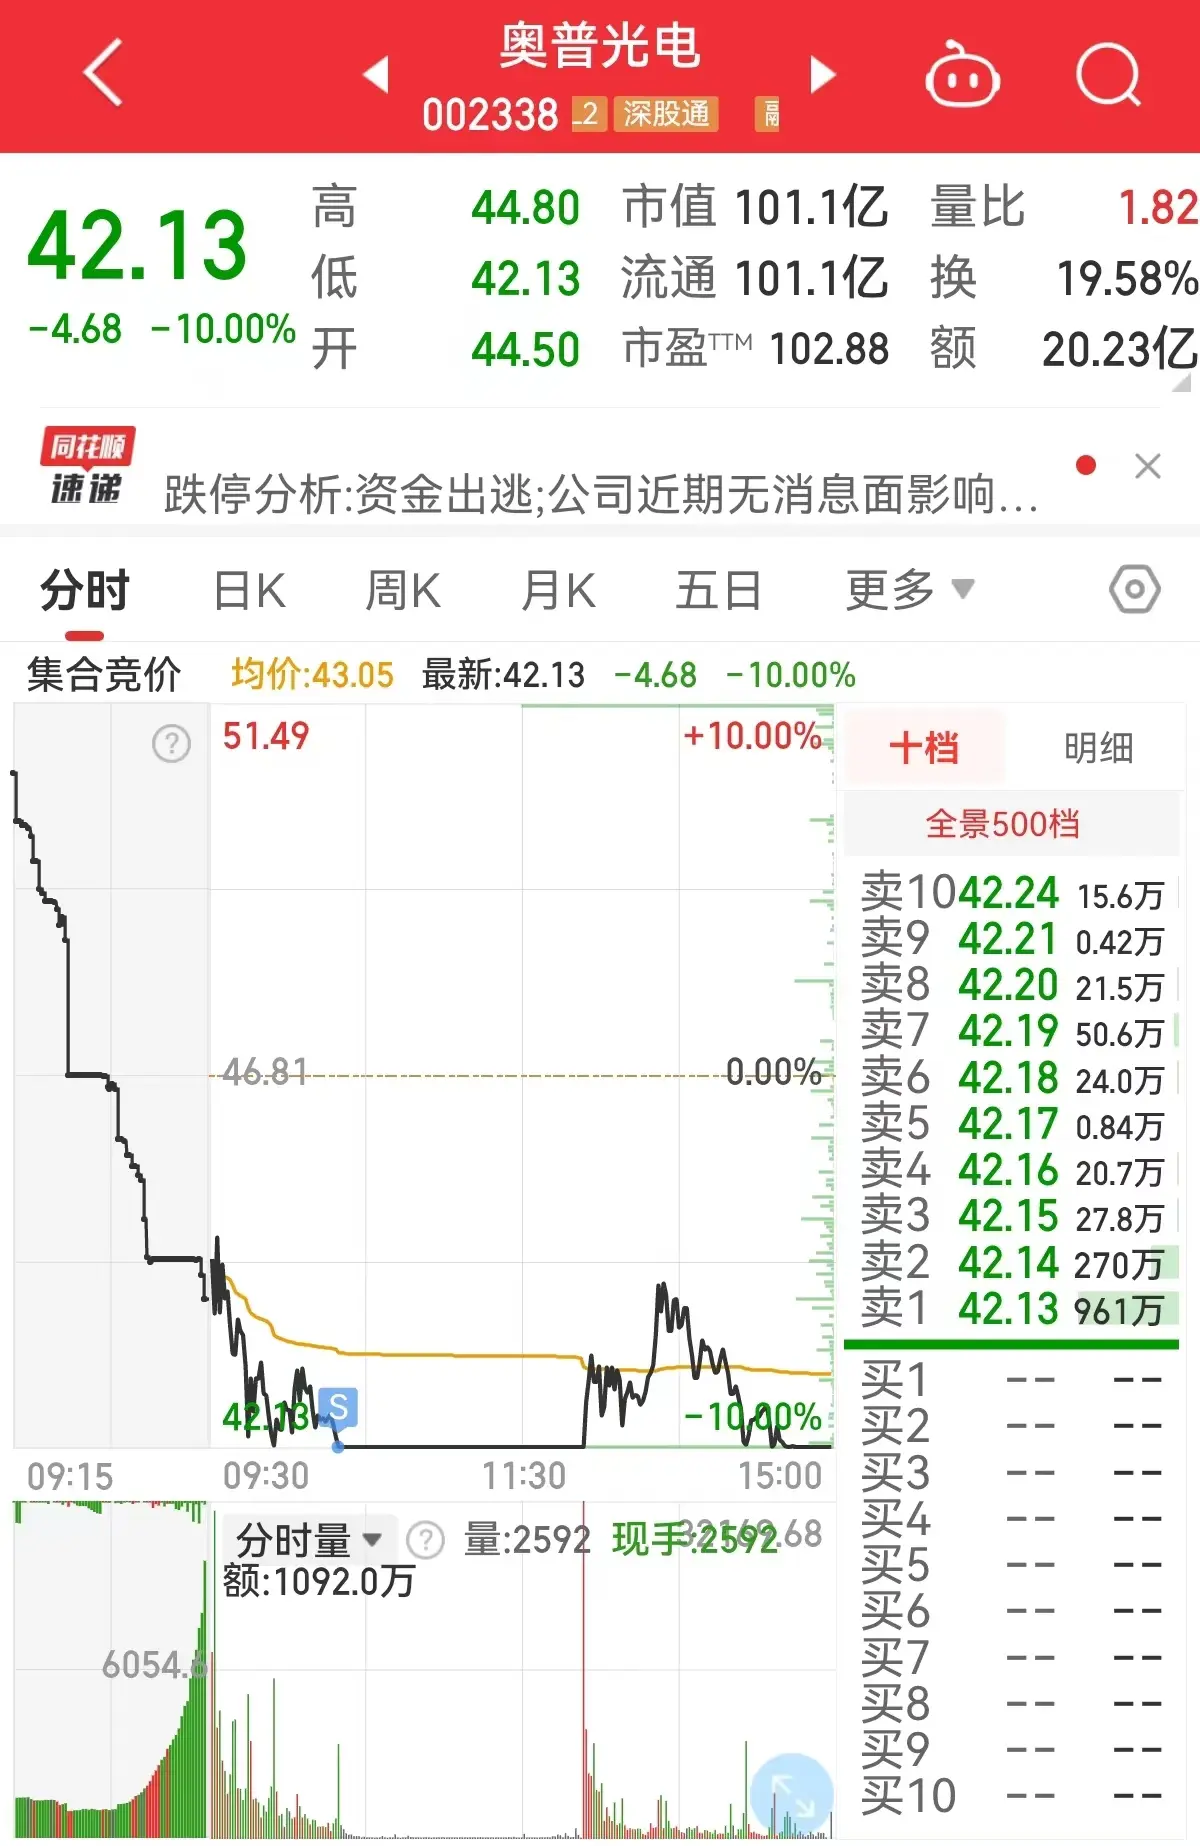 奥普光电
002338 L2 深股通 融
42.13
-4.68 -10.00%
高 44.80 市值 101.1亿 量比 1.82
低 42.13 流通 101.1亿 换 19.58%
开 44.50 市盈TTM 102.88 额 20.23亿
同花顺
速递
跌停分析:资金出逃;公司近期无消息面影响...
分时 日K 周K 月K 五日 更多
集合竞价 均价:43.05 最新:42.13 -4.68 -10.00%
51.49 +10.00%
46.81 0.00%
42.13 S -10.00%
09:15 09:30 11:30 15:00
分时量 ? 量:2592 现手:2592 32169.68
额:1092.0万
6054.6
十档 明细
全景500档
卖10 42.24 15.6万
卖9 42.21 0.42万
卖8 42.20 21.5万
卖7 42.19 50.6万
卖6 42.18 24.0万
卖5 42.17 0.84万
卖4 42.16 20.7万
卖3 42.15 27.8万
卖2 42.14 270万
卖1 42.13 961万
买1 -- --
买2 -- --
买3 -- --
买4 -- --
买5 -- --
买6 -- --
买7 -- --
买8 -- --
买9 -- --
买10 -- --